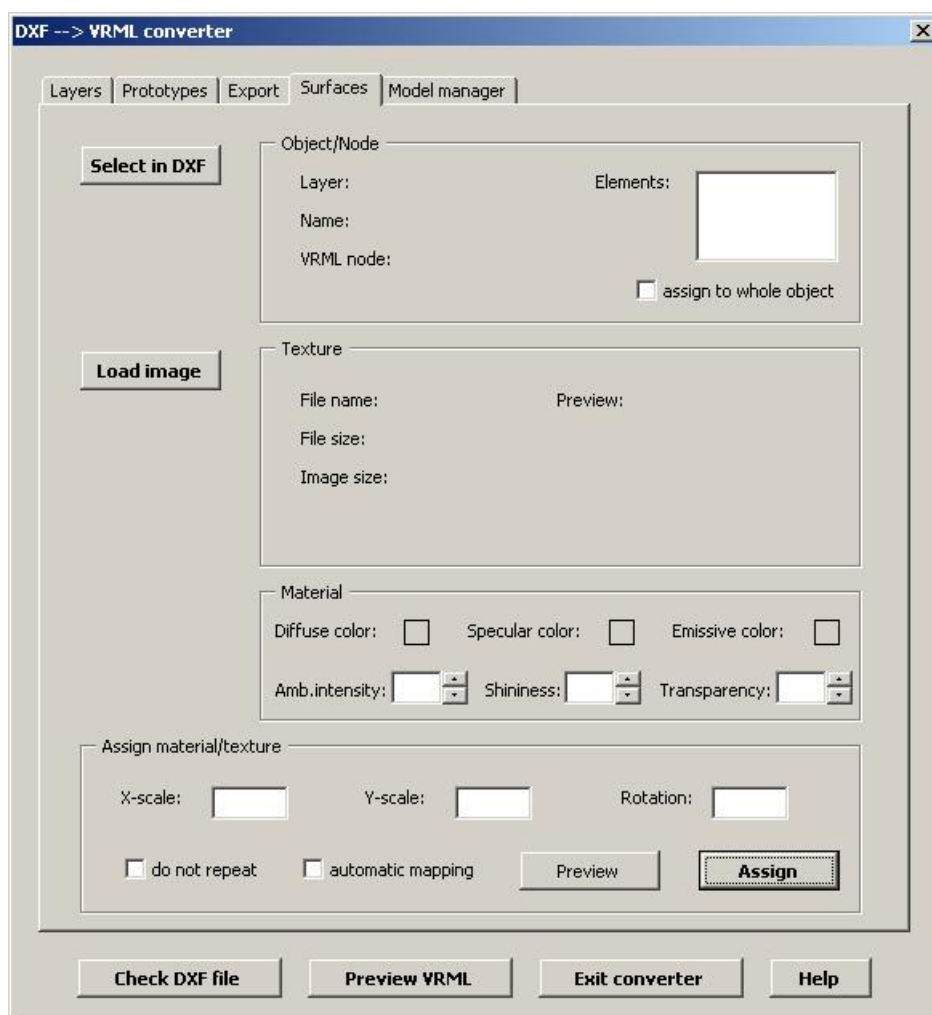 DXF --> VRML converter
Layers Prototypes Export Surfaces Model manager
Select in DXF
Object/Node
Layer: Elements:
Name:
VRML node:
assign to whole object
Load image
Texture
File name: Preview:
File size:
Image size:
Material
Diffuse color: Specular color: Emissive color:
Amb.intensity: Shininess: Transparency:
Assign material/texture
X-scale: Y-scale: Rotation:
do not repeat automatic mapping Preview Assign
Check DXF file Preview VRML Exit converter Help